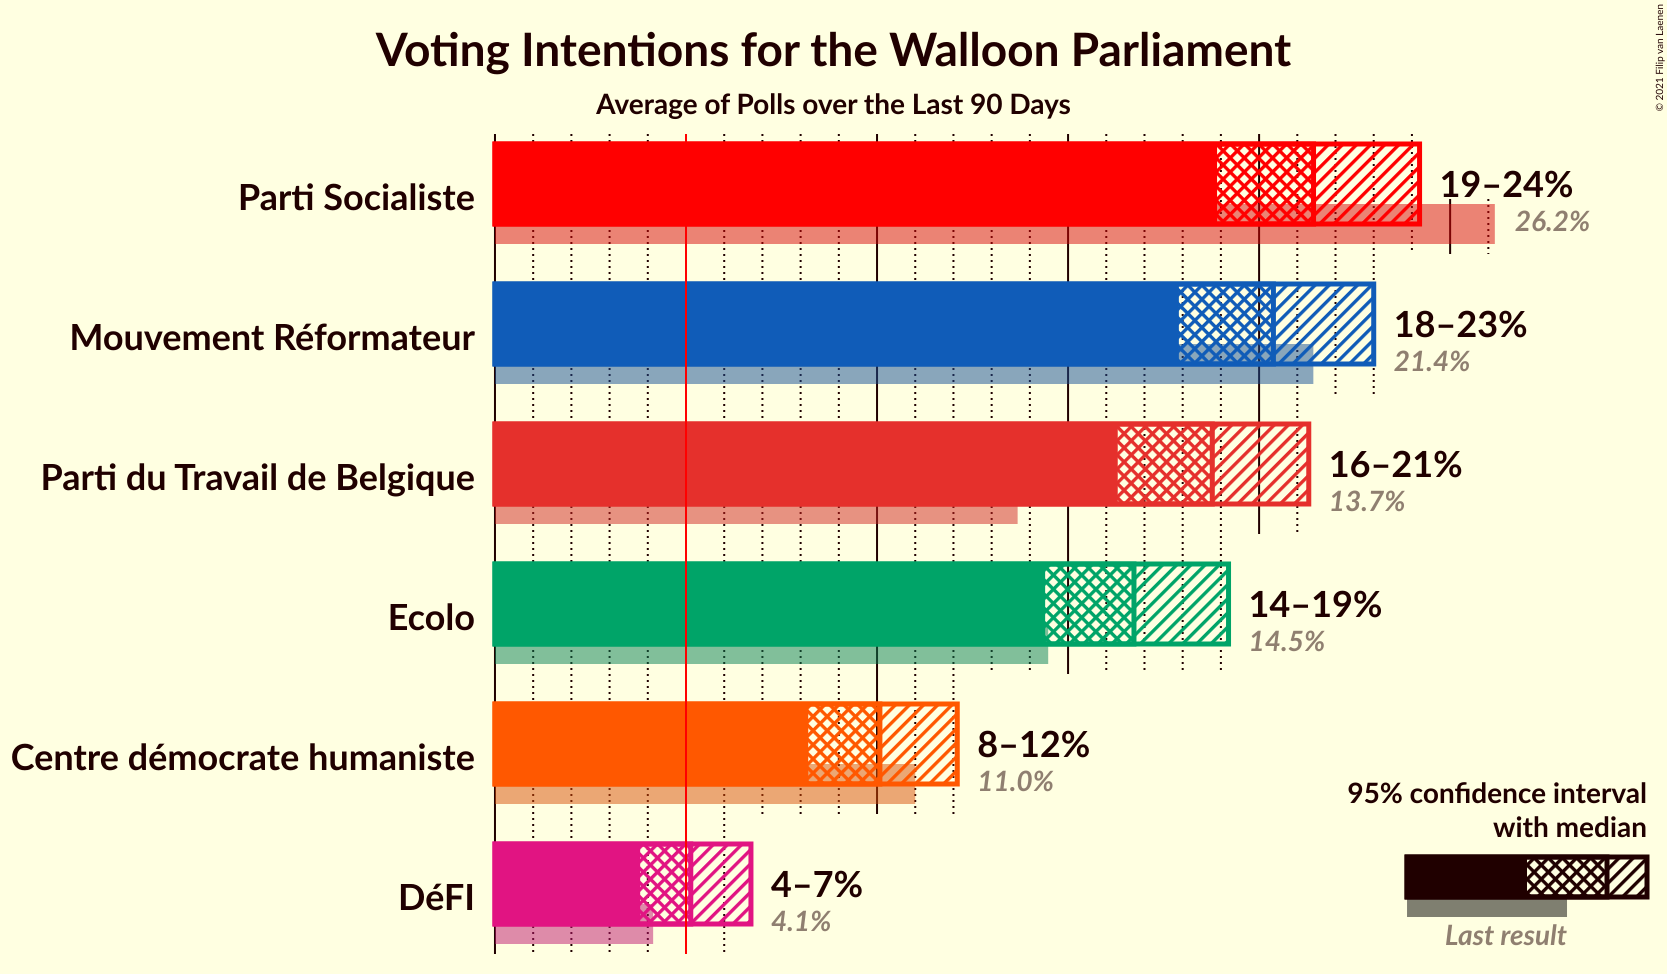 Voting Intentions for the Walloon Parliament
Average of Polls over the Last 90 Days
© 2021 Filip van Laenen
Parti Socialiste
19–24%
26.2%
Mouvement Réformateur
18–23%
21.4%
Parti du Travail de Belgique
16–21%
13.7%
Ecolo
14–19%
14.5%
Centre démocrate humaniste
8–12%
11.0%
DéFI
4–7%
4.1%
95% confidence interval
with median
Last result